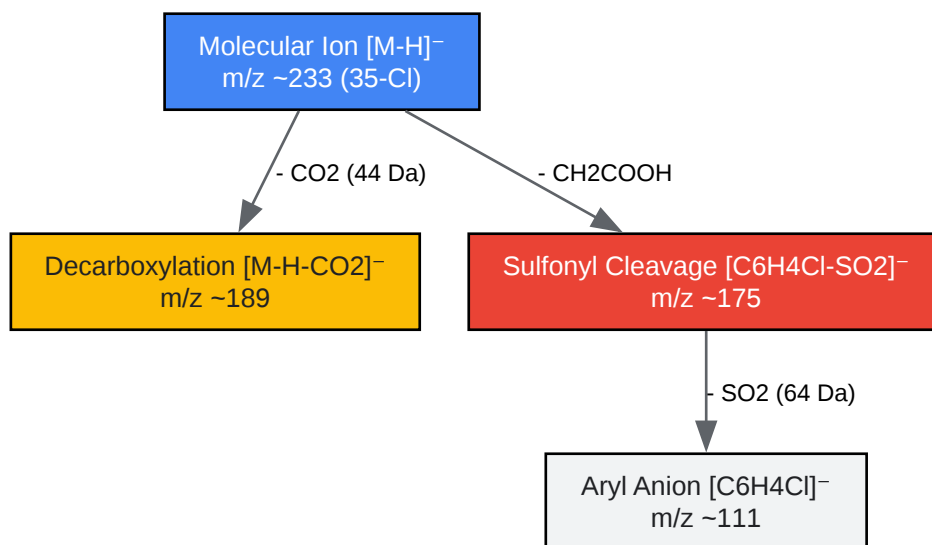 Molecular Ion [M-H]⁻
m/z ~233 (35-Cl)
- CO2 (44 Da)
- CH2COOH
Decarboxylation [M-H-CO2]⁻
m/z ~189
Sulfonyl Cleavage [C6H4Cl-SO2]⁻
m/z ~175
- SO2 (64 Da)
Aryl Anion [C6H4Cl]⁻
m/z ~111